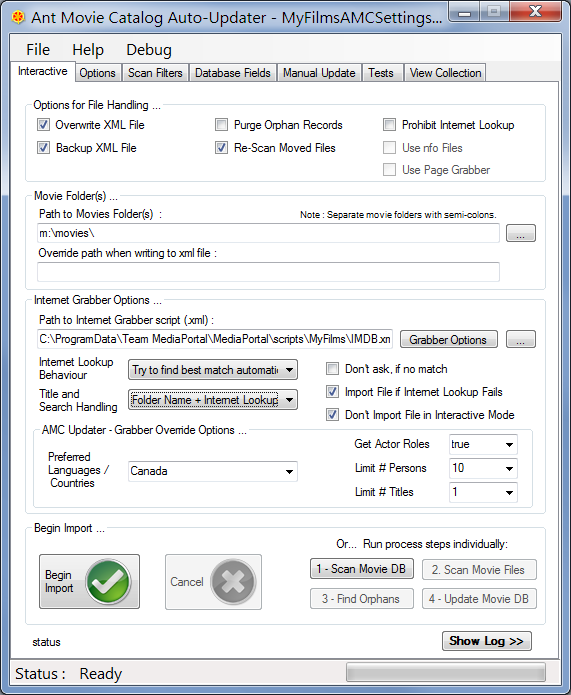 Ant Movie Catalog Auto-Updater - MyFilmsAMCSettings...
File Help Debug
Interactive Options Scan Filters Database Fields Manual Update Tests View Collection
Options for File Handling ...
Overwrite XML File Purge Orphan Records Prohibit Internet Lookup
Backup XML File Re-Scan Moved Files Use nfo Files
Use Page Grabber
Movie Folder(s) ...
Path to Movies Folder(s) : Note : Separate movie folders with semi-colons.
m:\movies\ ...
Override path when writing to xml file :
Internet Grabber Options ...
Path to Internet Grabber script (.xml) :
C:\ProgramData\Team MediaPortal\MediaPortal\scripts\MyFilms\IMDB.xm Grabber Options ...
Internet Lookup
Behaviour
Try to find best match automatic
Don't ask, if no match
Title and
Search Handling
Folder Name + Internet Lookup
Import File if Internet Lookup Fails
Don't Import File in Interactive Mode
AMC Updater - Grabber Override Options ...
Preferred
Languages /
Countries
Canada
Get Actor Roles true
Limit # Persons 10
Limit # Titles 1
Begin Import ...
Begin
Import
Cancel
Or... Run process steps individually:
1 - Scan Movie DB 2. Scan Movie Files
3 - Find Orphans 4 - Update Movie DB
status Show Log >>
Status : Ready